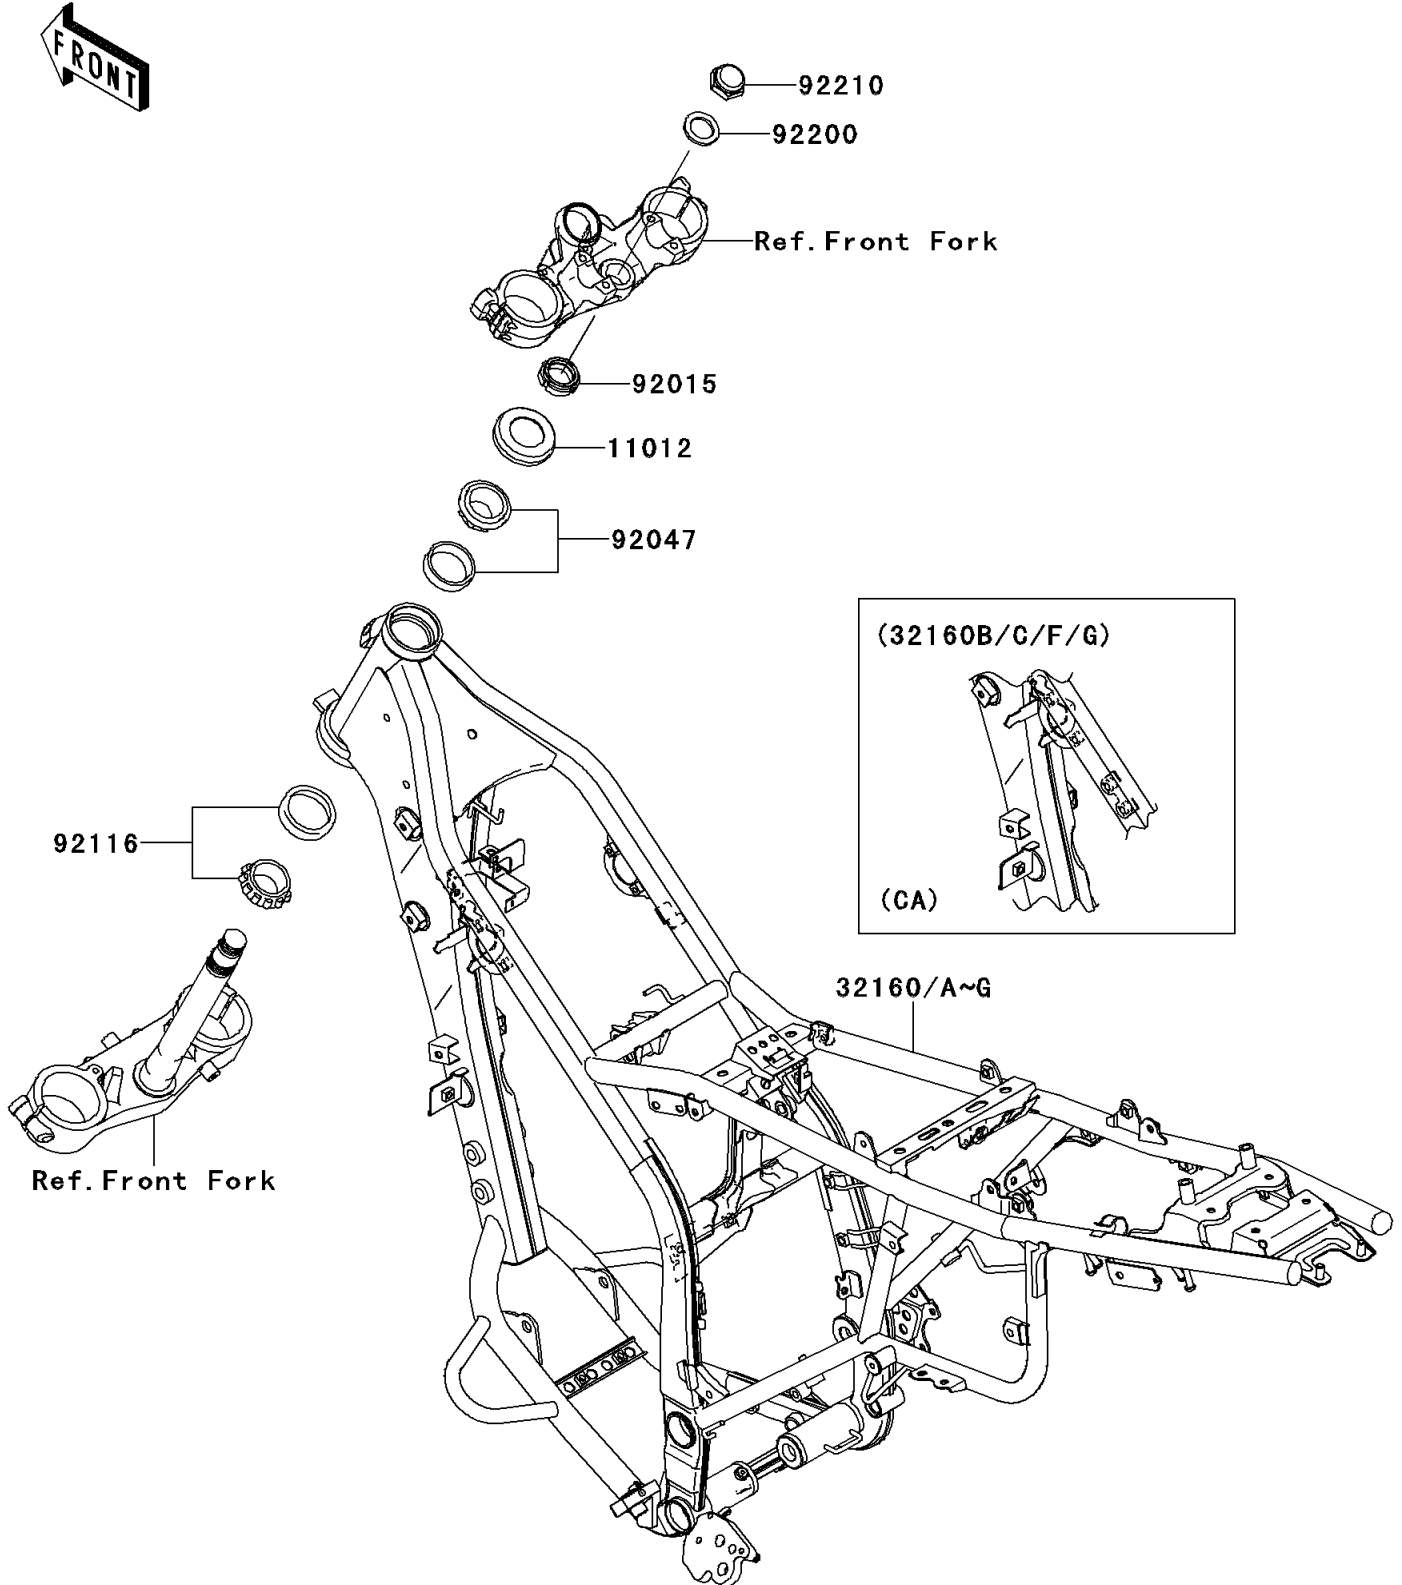 FRONT
92210
92200
Ref.Front Fork
92015
11012
92047
(32160B/C/F/G)
92116
(CA)
32160/A~G
Ref.Front Fork